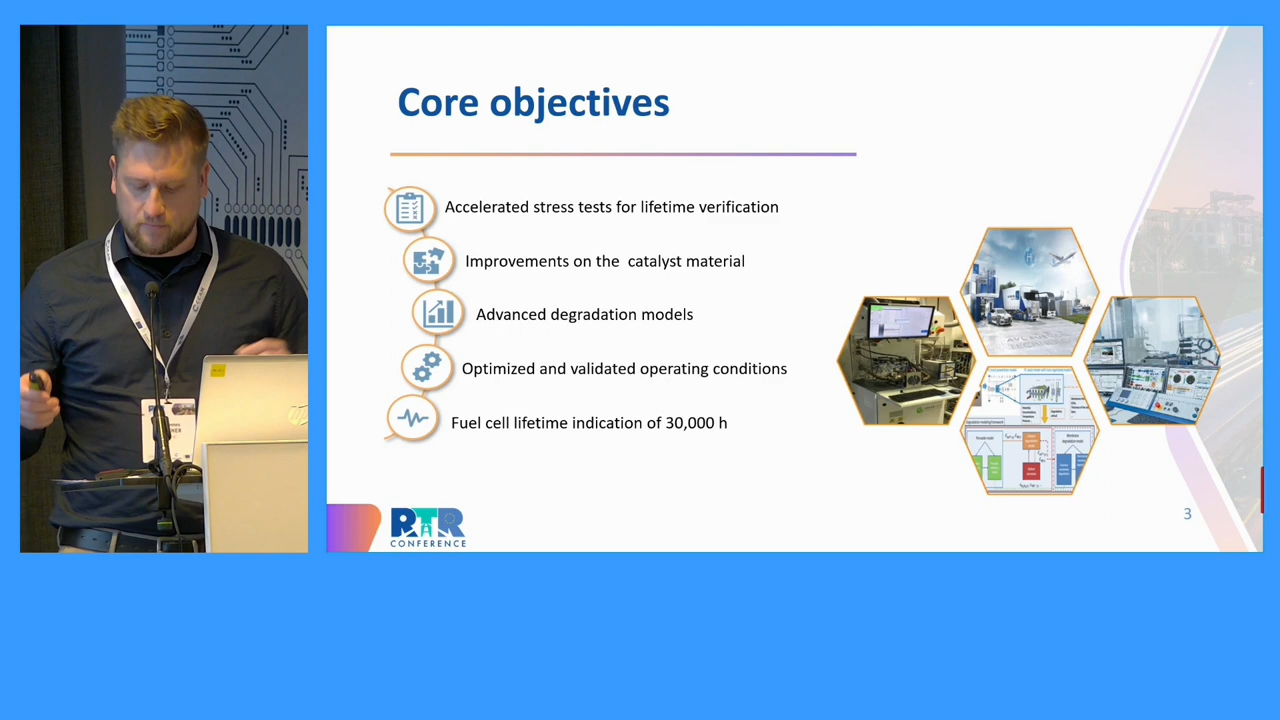 Core objectives
Accelerated stress tests for lifetime verification
Improvements on the catalyst material
Advanced degradation models
Optimized and validated operating conditions
Fuel cell lifetime indication of 30,000 h
RTR
CONFERENCE
3